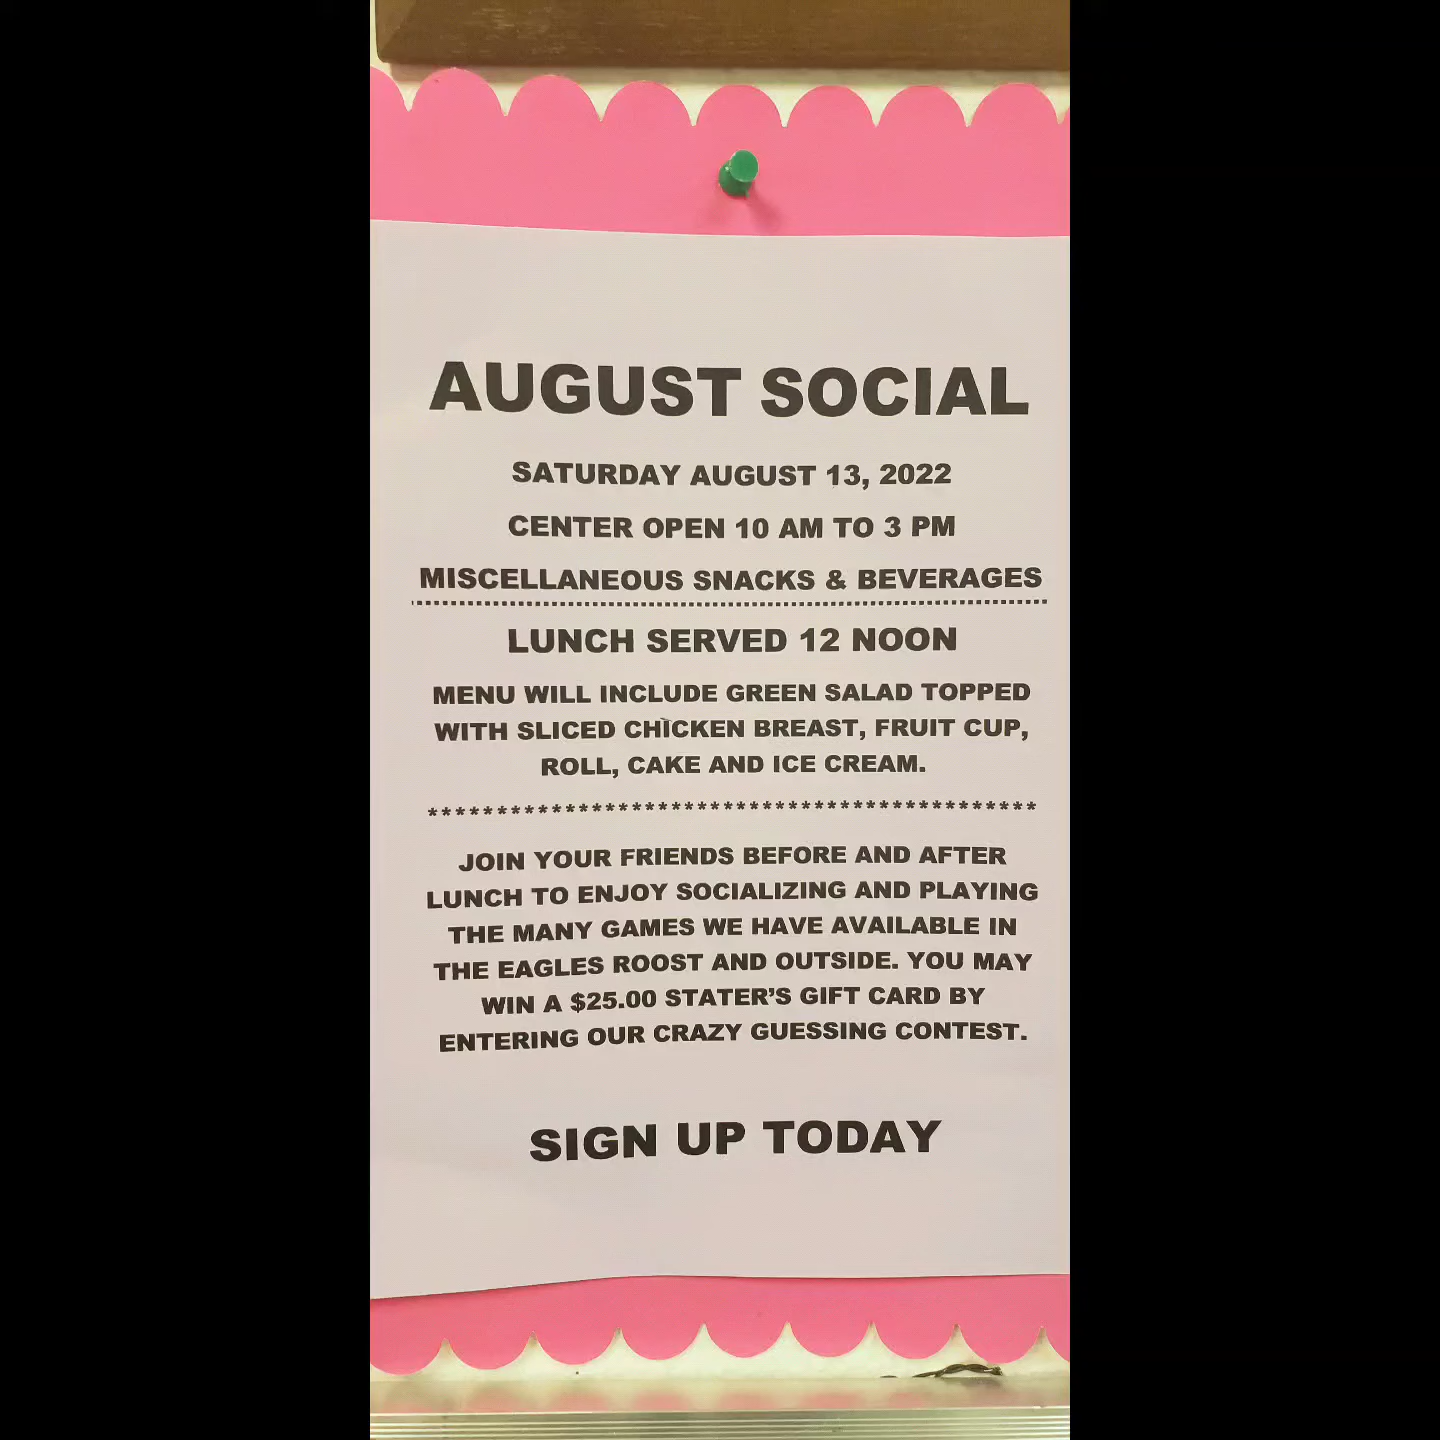 AUGUST SOCIAL
SATURDAY AUGUST 13, 2022
CENTER OPEN 10 AM TO 3 PM
MISCELLANEOUS SNACKS & BEVERAGES
LUNCH SERVED 12 NOON
MENU WILL INCLUDE GREEN SALAD TOPPED
WITH SLICED CHICKEN BREAST, FRUIT CUP,
ROLL, CAKE AND ICE CREAM.
*********************************************
JOIN YOUR FRIENDS BEFORE AND AFTER
LUNCH TO ENJOY SOCIALIZING AND PLAYING
THE MANY GAMES WE HAVE AVAILABLE IN
THE EAGLES ROOST AND OUTSIDE. YOU MAY
WIN A $25.00 STATER’S GIFT CARD BY
ENTERING OUR CRAZY GUESSING CONTEST.
SIGN UP TODAY